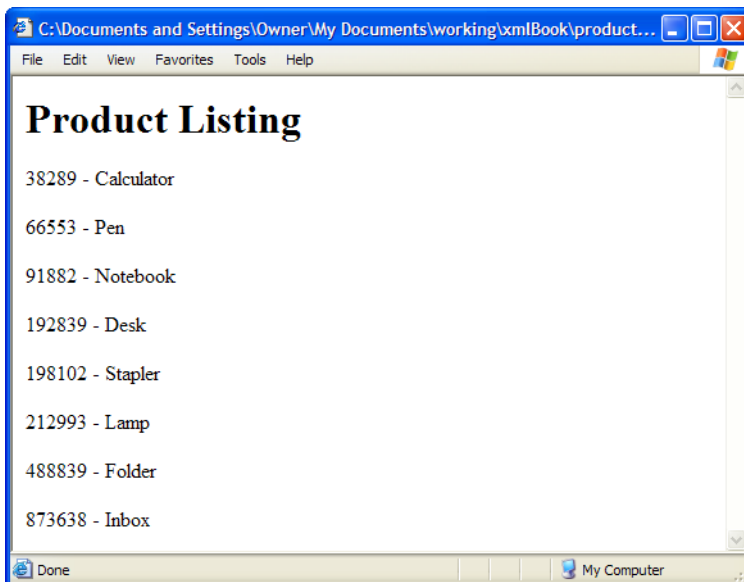 C:\Documents and Settings\Owner\My Documents\working\xmlBook\product...
File Edit View Favorites Tools Help
Product Listing
38289 - Calculator
66553 - Pen
91882 - Notebook
192839 - Desk
198102 - Stapler
212993 - Lamp
488839 - Folder
873638 - Inbox
Done My Computer